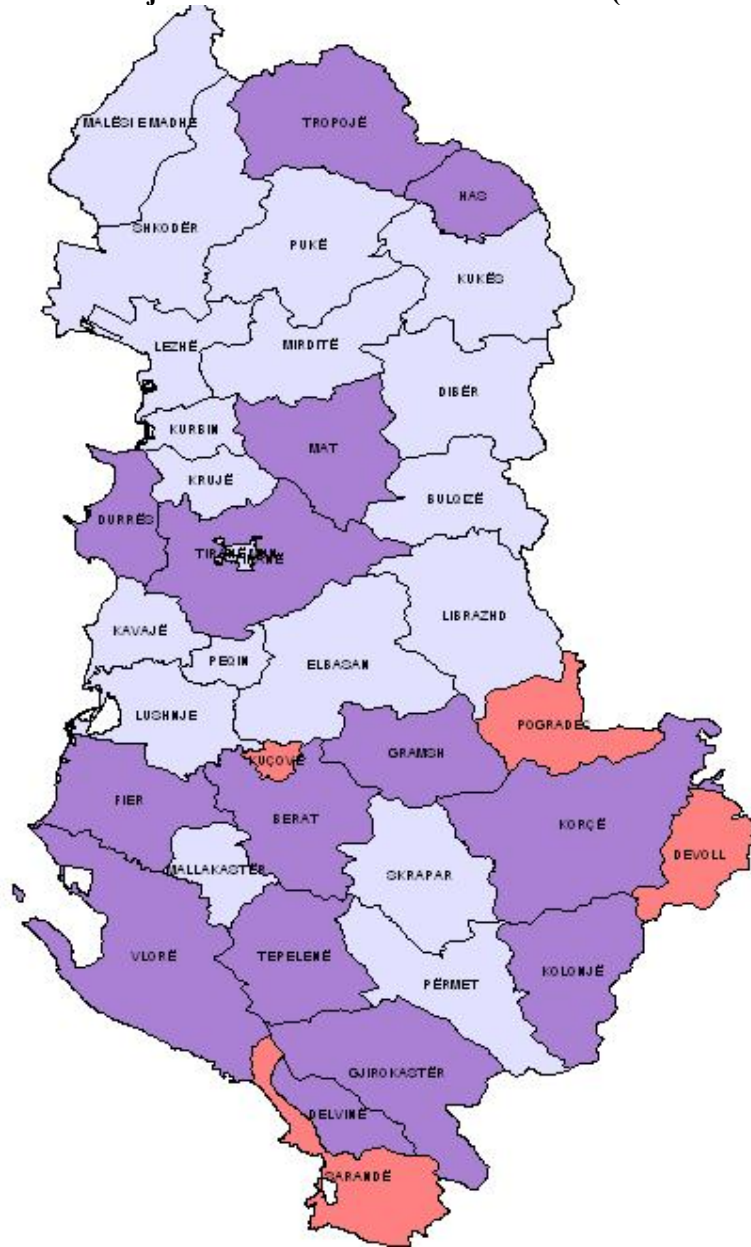 MALËSI E MADHE
TROPOJË
HAS
SHKODËR
PUKË
KUKËS
LEZHË
MIRDITË
DIBËR
KURBIN
MAT
KRUJË
BULQIZË
DURRËS
TIRANË
KAVAJË
LIBRAZHD
PEQIN
ELBASAN
LUSHNJE
POGRADEC
KUÇOVË
GRAMSH
FIER
BERAT
KORÇË
DEVOLL
MALLAKASTËR
SKRAPAR
VLORË
TEPELENË
PËRMET
KOLONJË
GJIROKASTËR
DELVINË
SARANDË